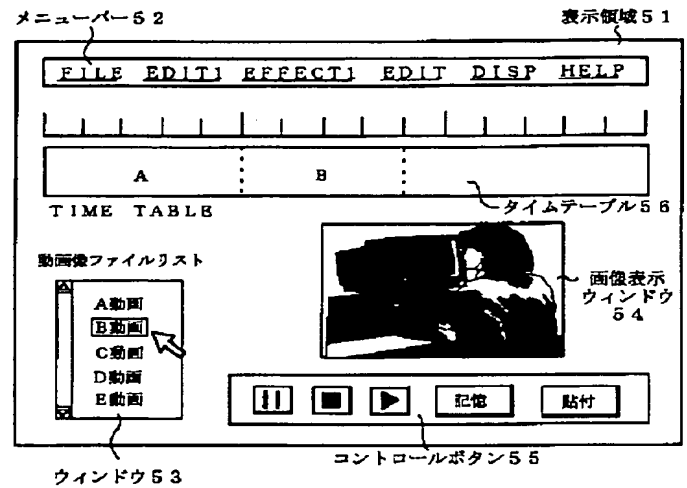 メニューバー５２
表示領域５１
FILE EDIT1 EFFECT1 EDIT DISP HELP
A B
TIME TABLE
タイムテーブル５６
動画像ファイルリスト
A動画
B動画
C動画
D動画
E動画
画像表示
ウィンドウ
５４
記憶 貼付
コントロールボタン５５
ウィンドウ５３